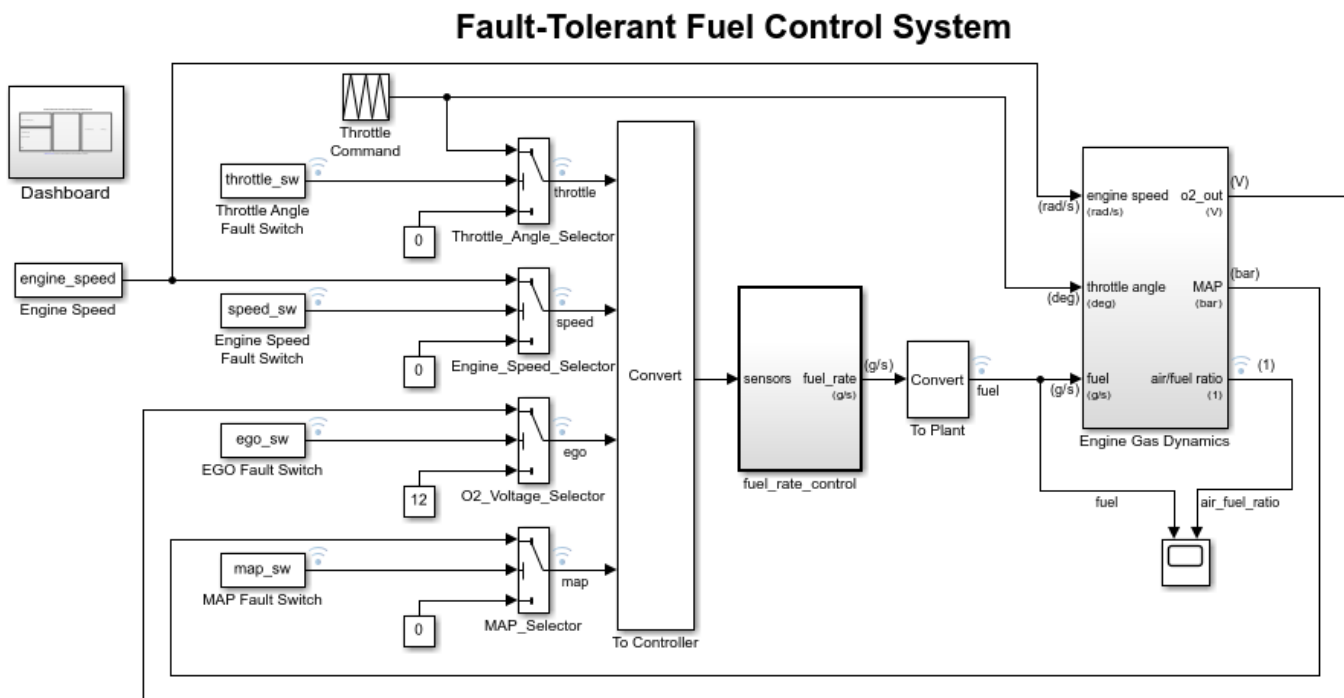 Fault-Tolerant Fuel Control System
Dashboard
Throttle
Command
throttle_sw
Throttle Angle
Fault Switch
0
throttle
Throttle_Angle_Selector
engine_speed
Engine Speed
speed_sw
Engine Speed
Fault Switch
0
speed
Engine_Speed_Selector
ego_sw
EGO Fault Switch
12
ego
O2_Voltage_Selector
map_sw
MAP Fault Switch
0
map
MAP_Selector
Convert
To Controller
sensors
fuel_rate
(g/s)
fuel_rate_control
(g/s)
Convert
To Plant
fuel
(rad/s)
engine speed
(rad/s)
o2_out
(V)
(V)
(deg)
throttle angle
(deg)
MAP
(bar)
(bar)
(g/s)
fuel
(g/s)
air/fuel ratio
(1)
(1)
Engine Gas Dynamics
fuel
air_fuel_ratio